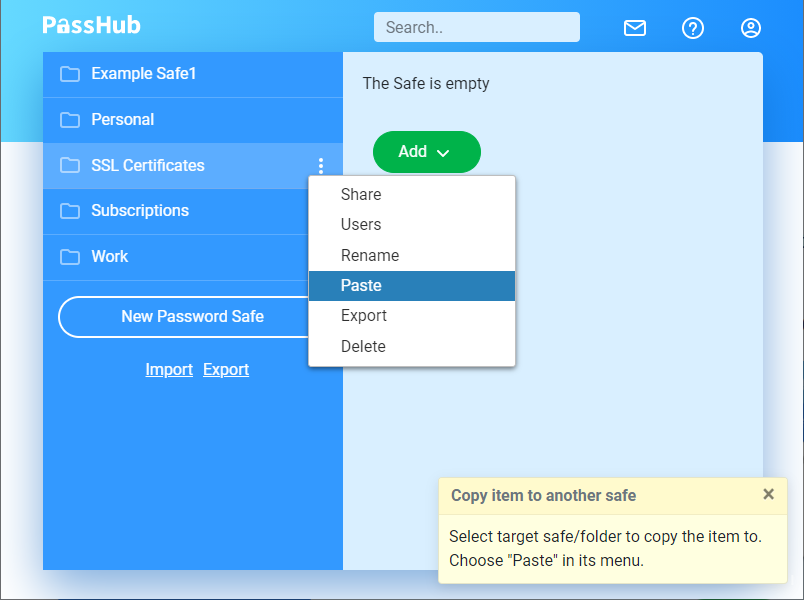 PassHub
Search..
Example Safe1
Personal
SSL Certificates
Subscriptions
Work
New Password Safe
Import Export
The Safe is empty
Add
Share
Users
Rename
Paste
Export
Delete
Copy item to another safe
Select target safe/folder to copy the item to.
Choose "Paste" in its menu.